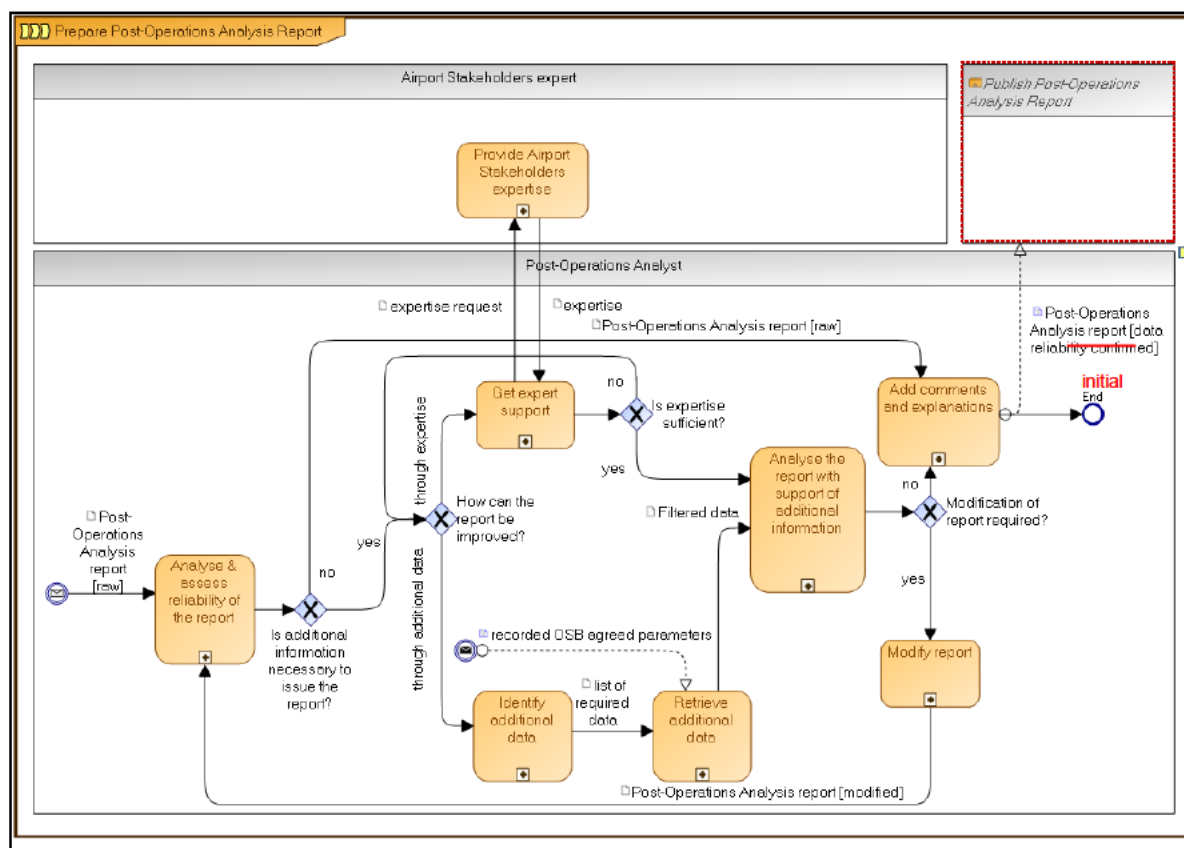 Prepare Post-Operations Analysis Report
Airport Stakeholders expert
Publish Post-Operations
Analysis Report
Provide Airport
Stakeholders
expertise
Post-Operations Analyst
expertise request
expertise
Post-Operations Analysis report [raw]
Post-Operations
Analysis report [data
reliability confirmed]
initial
End
no
Get expert
support
Is expertise
sufficient?
Add comments
and explanations
through expertise
yes
Analyse the
report with
support of
additional
information
no
Modification of
report required?
How can the
report be
improved?
Filtered data
Post-
Operations
Analysis
report
[raw]
yes
Analyse &
assess
reliability of
the report
no
yes
Is additional
information
necessary to
issue the
report?
through additional data
recorded OSB agreed parameters
Modify report
Identify
additional
data
list of
required
data
Retrieve
additional
data
Post-Operations Analysis report [modified]